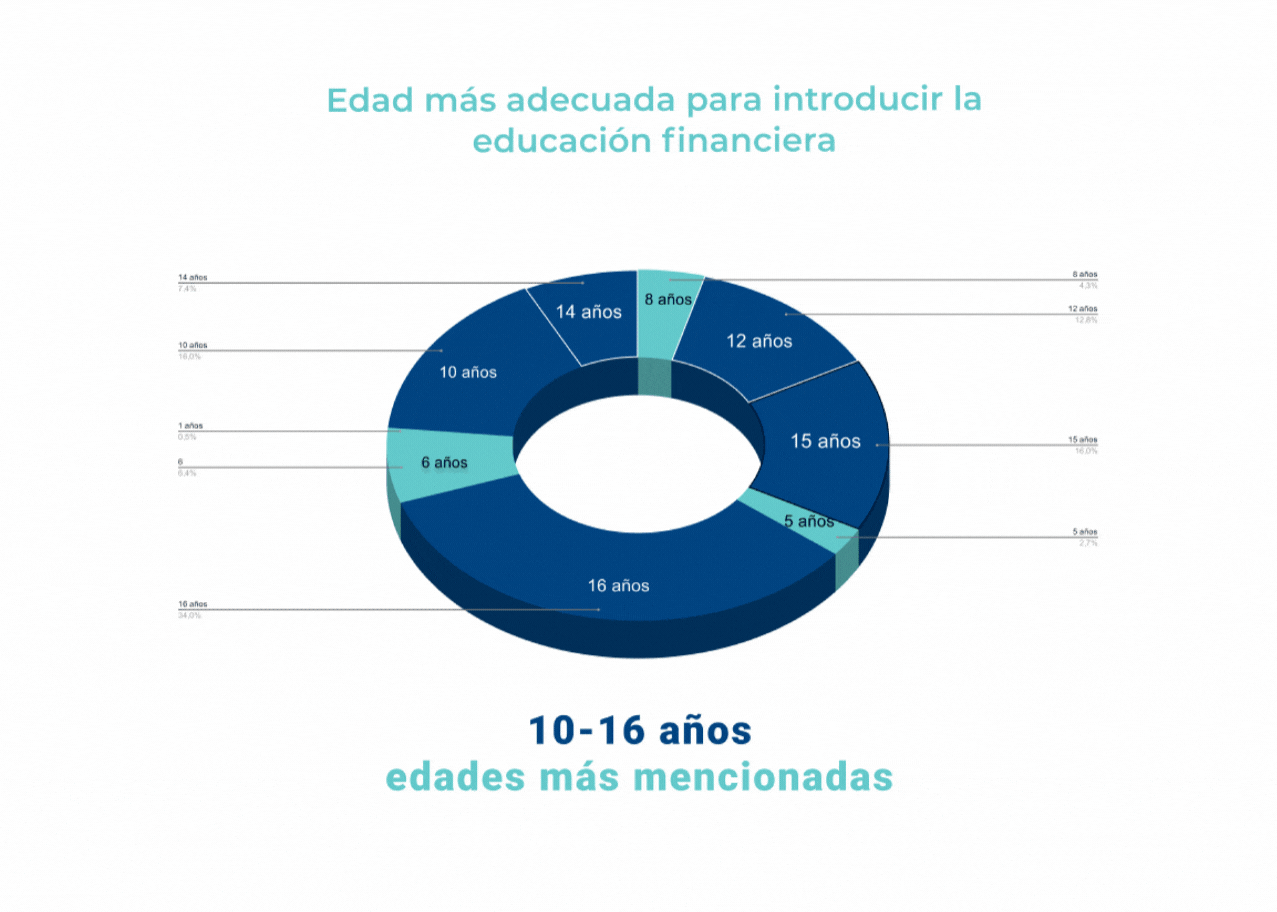 Edad más adecuada para introducir la
educación financiera
14 años
7,4%
10 años
16,0%
1 años
0,5%
6
6,4%
16 años
34,0%
8 años
4,3%
12 años
12,8%
15 años
16,0%
5 años
2,7%
14 años
8 años
12 años
10 años
15 años
6 años
5 años
16 años
10-16 años
edades más mencionadas